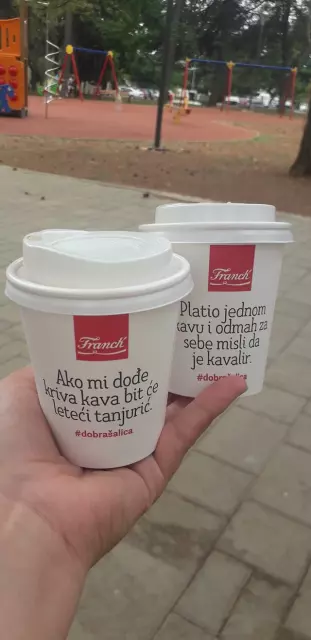 Franck
Ako mi dođe
kriva kava bit će
leteći tanjurić.
#dobrašalica
Franck
Platio jednom
kavu i odmah za
sebe misli da
je kavalir.
#dobrašalica